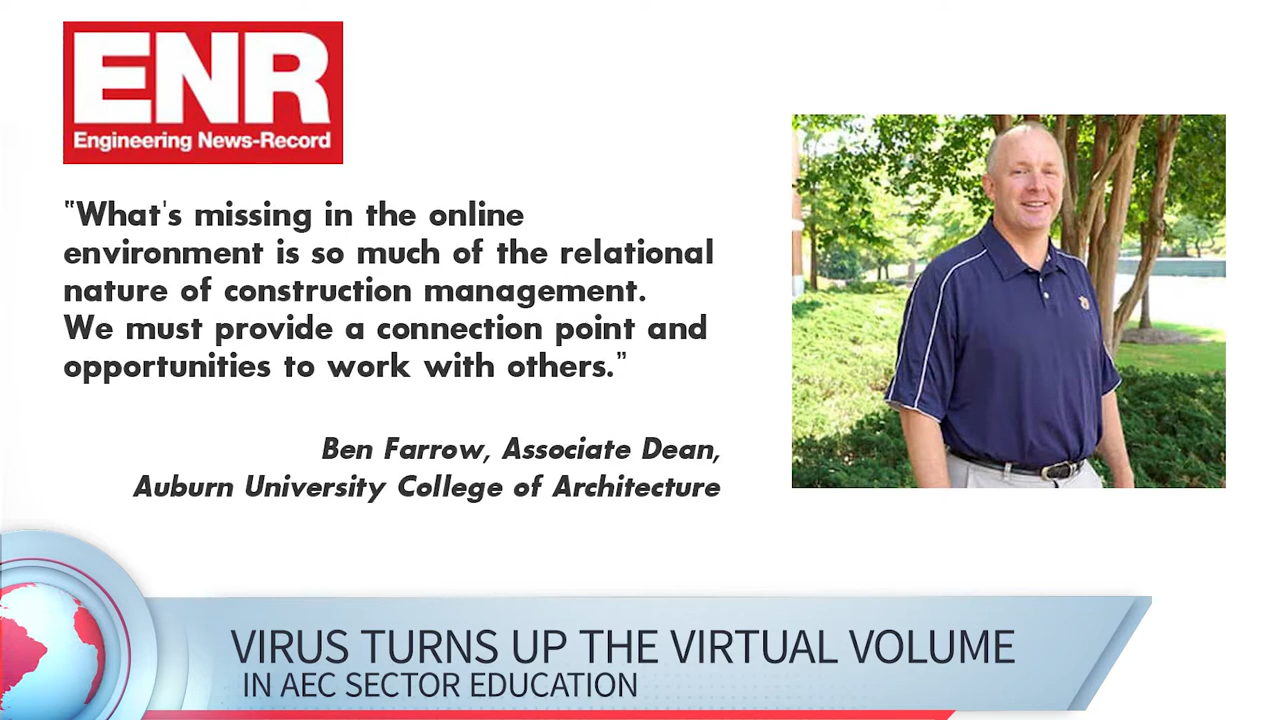 ENR
Engineering News-Record
"What's missing in the online
environment is so much of the relational
nature of construction management.
We must provide a connection point and
opportunities to work with others."
Ben Farrow, Associate Dean,
Auburn University College of Architecture
VIRUS TURNS UP THE VIRTUAL VOLUME
IN AEC SECTOR EDUCATION